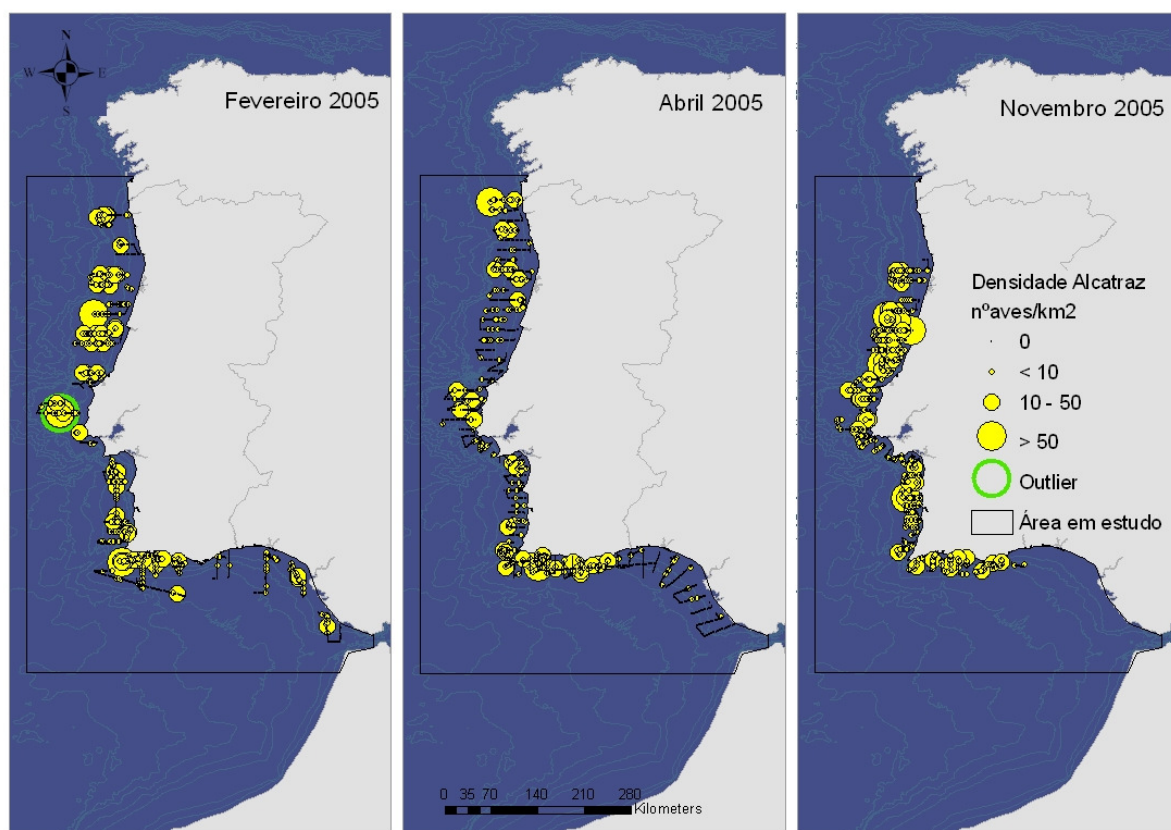 N
W E
S
Fevereiro 2005
Abril 2005
Novembro 2005
Densidade Alcatraz
nºaves/km2
0
< 10
10 - 50
> 50
Outlier
Área em estudo
0 35 70 140 210 280
Kilometers